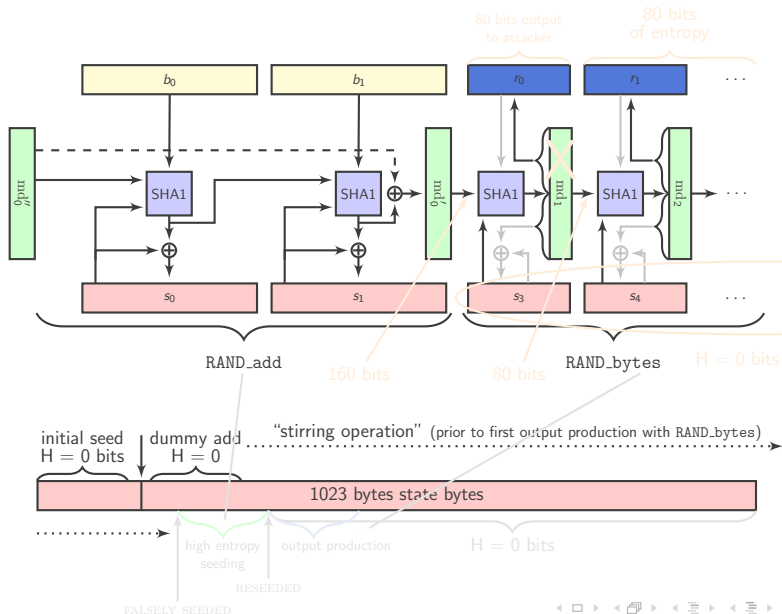 80 bits output
to attacker
80 bits
of entropy
b0
b1
r0
r1
...
md''0
SHA1
SHA1
md'0
SHA1
md1
SHA1
md2
...
s0
s1
s3
s4
...
RAND_add
160 bits
80 bits
RAND_bytes
H = 0 bits
initial seed
H = 0 bits
dummy add
H = 0
“stirring operation” (prior to first output production with RAND_bytes)
1023 bytes state bytes
high entropy
seeding
output production
H = 0 bits
RESEEDED
FALSELY SEEDED